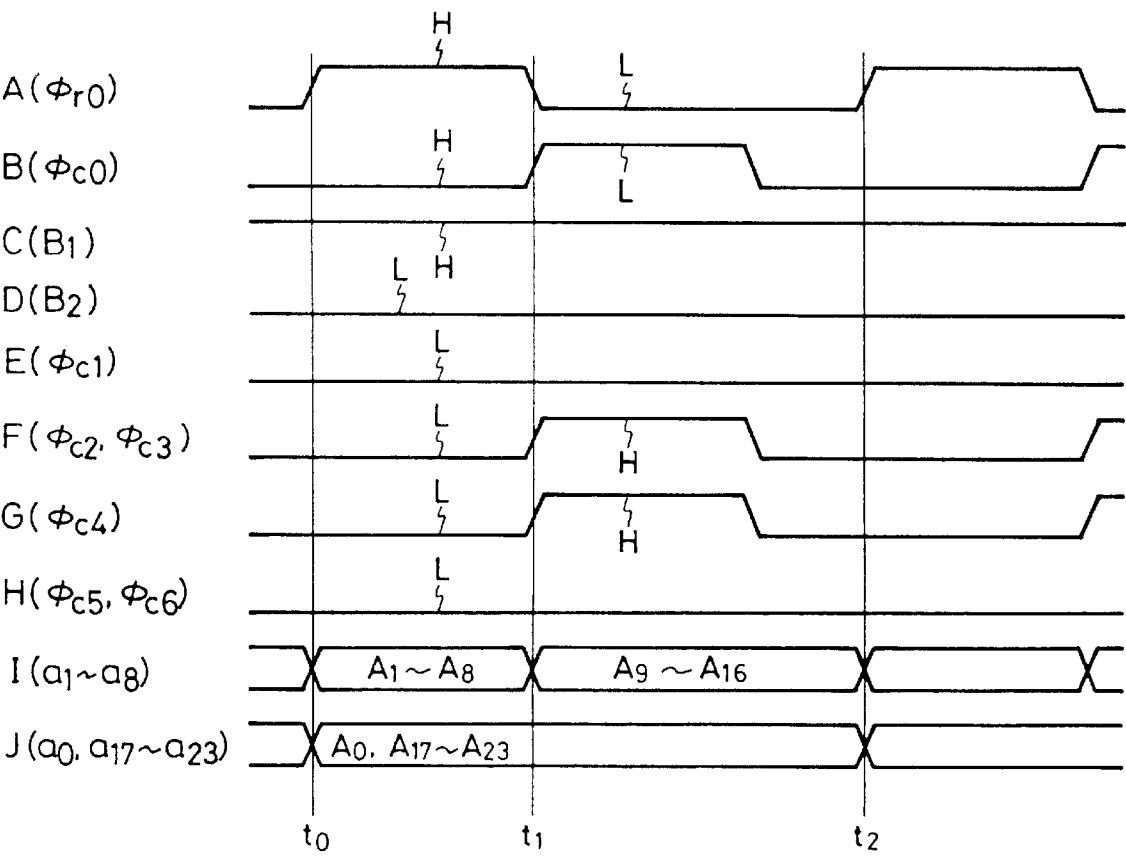 H
A(ϕr0) L
B(ϕc0) H L
C(B1) H
D(B2) L
E(ϕc1) L
F(ϕc2, ϕc3) L H
G(ϕc4) L H
H(ϕc5, ϕc6) L
I(a1~a8) A1~A8 A9~A16
J(a0, a17~a23) A0, A17~A23
t0 t1 t2